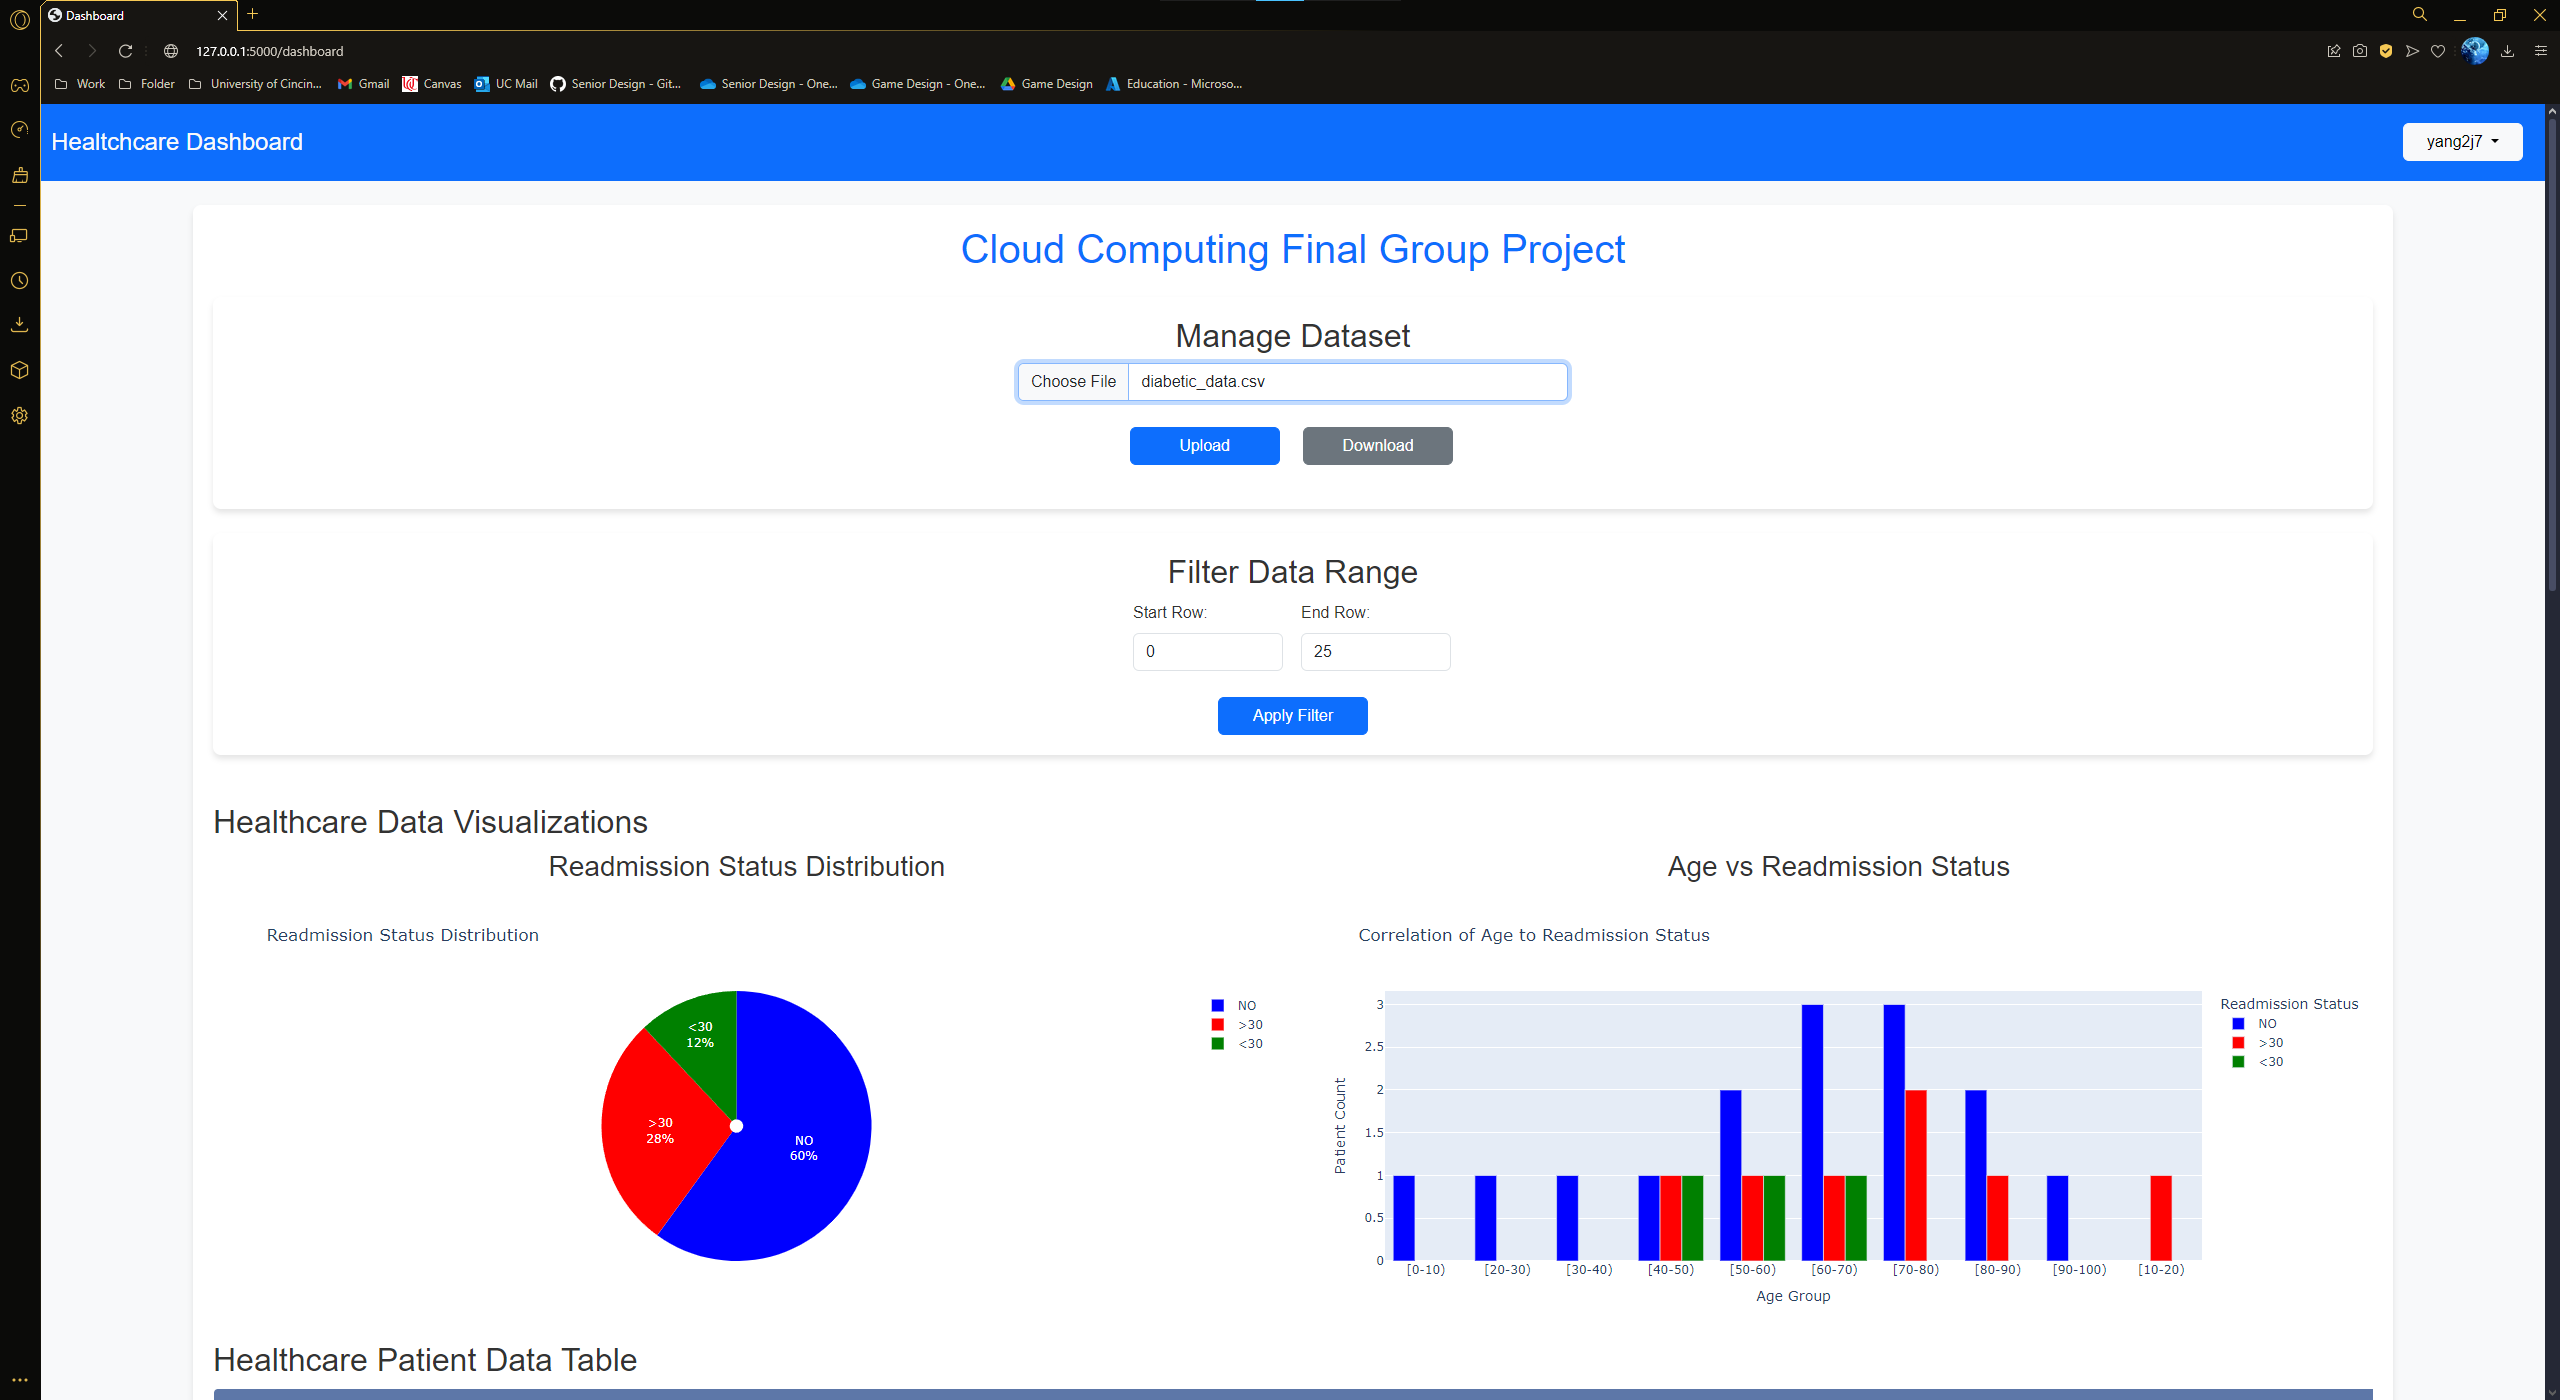 Dashboard
127.0.0.1:5000/dashboard
Work Folder University of Cincin... Gmail Canvas UC Mail Senior Design - Git... Senior Design - One... Game Design - One... Game Design Education - Microso...
Healtchcare Dashboard
yang2j7
Cloud Computing Final Group Project
Manage Dataset
Choose File diabetic_data.csv
Upload Download
Filter Data Range
Start Row: End Row:
0 25
Apply Filter
Healthcare Data Visualizations
Readmission Status Distribution
Readmission Status Distribution
<30
12%
>30
28%
NO
60%
NO
>30
<30
Age vs Readmission Status
Correlation of Age to Readmission Status
Patient Count
3
2.5
2
1.5
1
0.5
0
[0-10) [20-30) [30-40) [40-50) [50-60) [60-70) [70-80) [80-90) [90-100) [10-20)
Age Group
Readmission Status
NO
>30
<30
Healthcare Patient Data Table